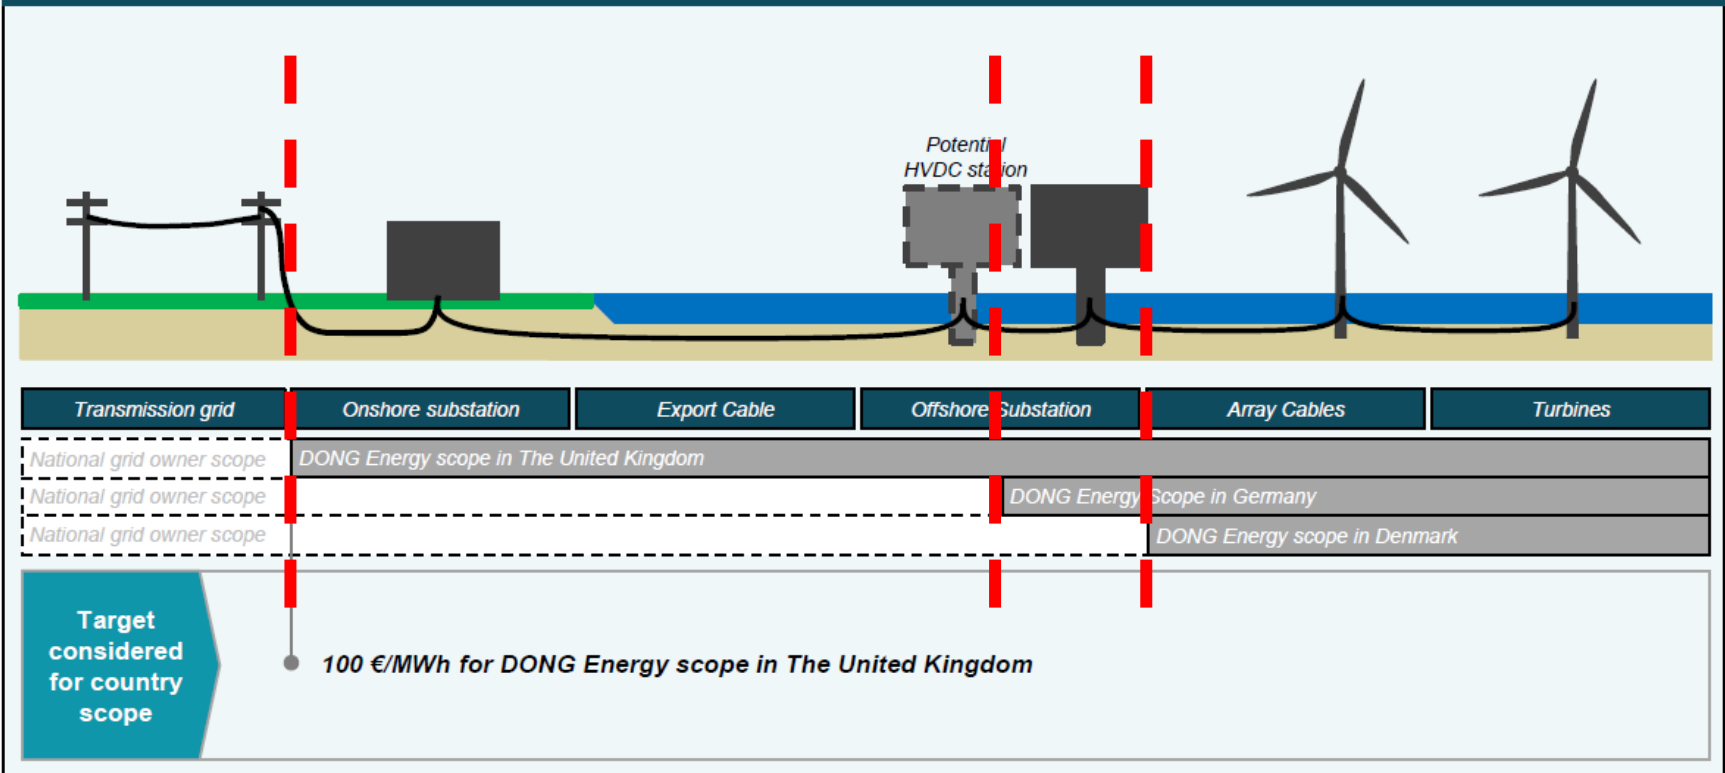 Potential
HVDC station
Transmission grid
Onshore substation
Export Cable
Offshore Substation
Array Cables
Turbines
National grid owner scope
DONG Energy scope in The United Kingdom
National grid owner scope
DONG Energy Scope in Germany
National grid owner scope
DONG Energy scope in Denmark
Target
considered
for country
scope
100 €/MWh for DONG Energy scope in The United Kingdom